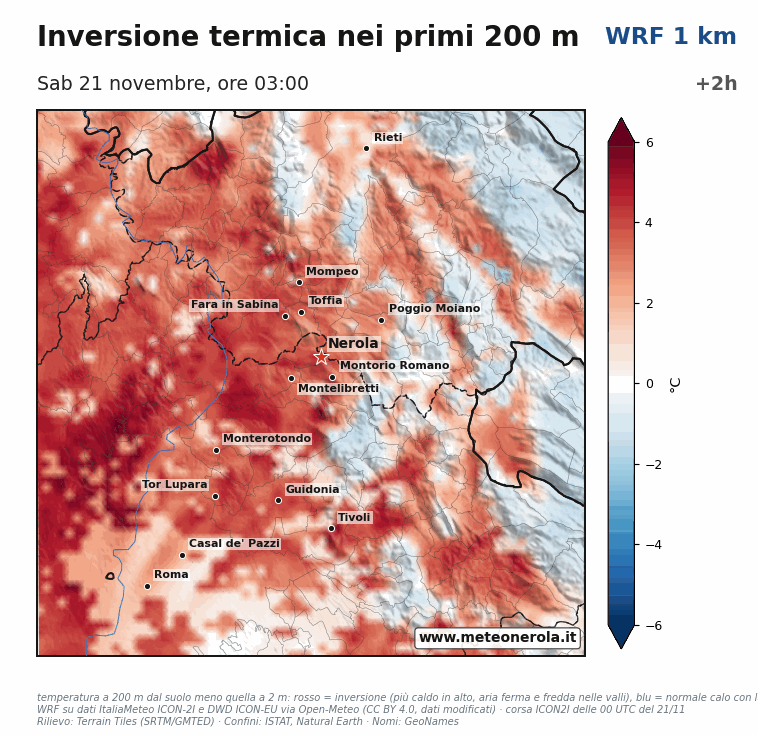 Inversione termica nei primi 200 m
WRF 1 km
Sab 21 novembre, ore 03:00
+2h
Rieti
Mompeo
Toffia
Fara in Sabina
Poggio Moiano
Nerola
Montorio Romano
Montelibretti
Monterotondo
Tor Lupara
Guidonia
Tivoli
Casal de' Pazzi
Roma
www.meteonerola.it
6
4
2
0
−2
−4
−6
°C
temperatura a 200 m dal suolo meno quella a 2 m: rosso = inversione (più caldo in alto, aria ferma e fredda nelle valli), blu = normale calo con
WRF su dati ItaliaMeteo ICON-2I e DWD ICON-EU via Open-Meteo (CC BY 4.0, dati modificati) · corsa ICON2I delle 00 UTC del 21/11
Rilievo: Terrain Tiles (SRTM/GMTED) · Confini: ISTAT, Natural Earth · Nomi: GeoNames